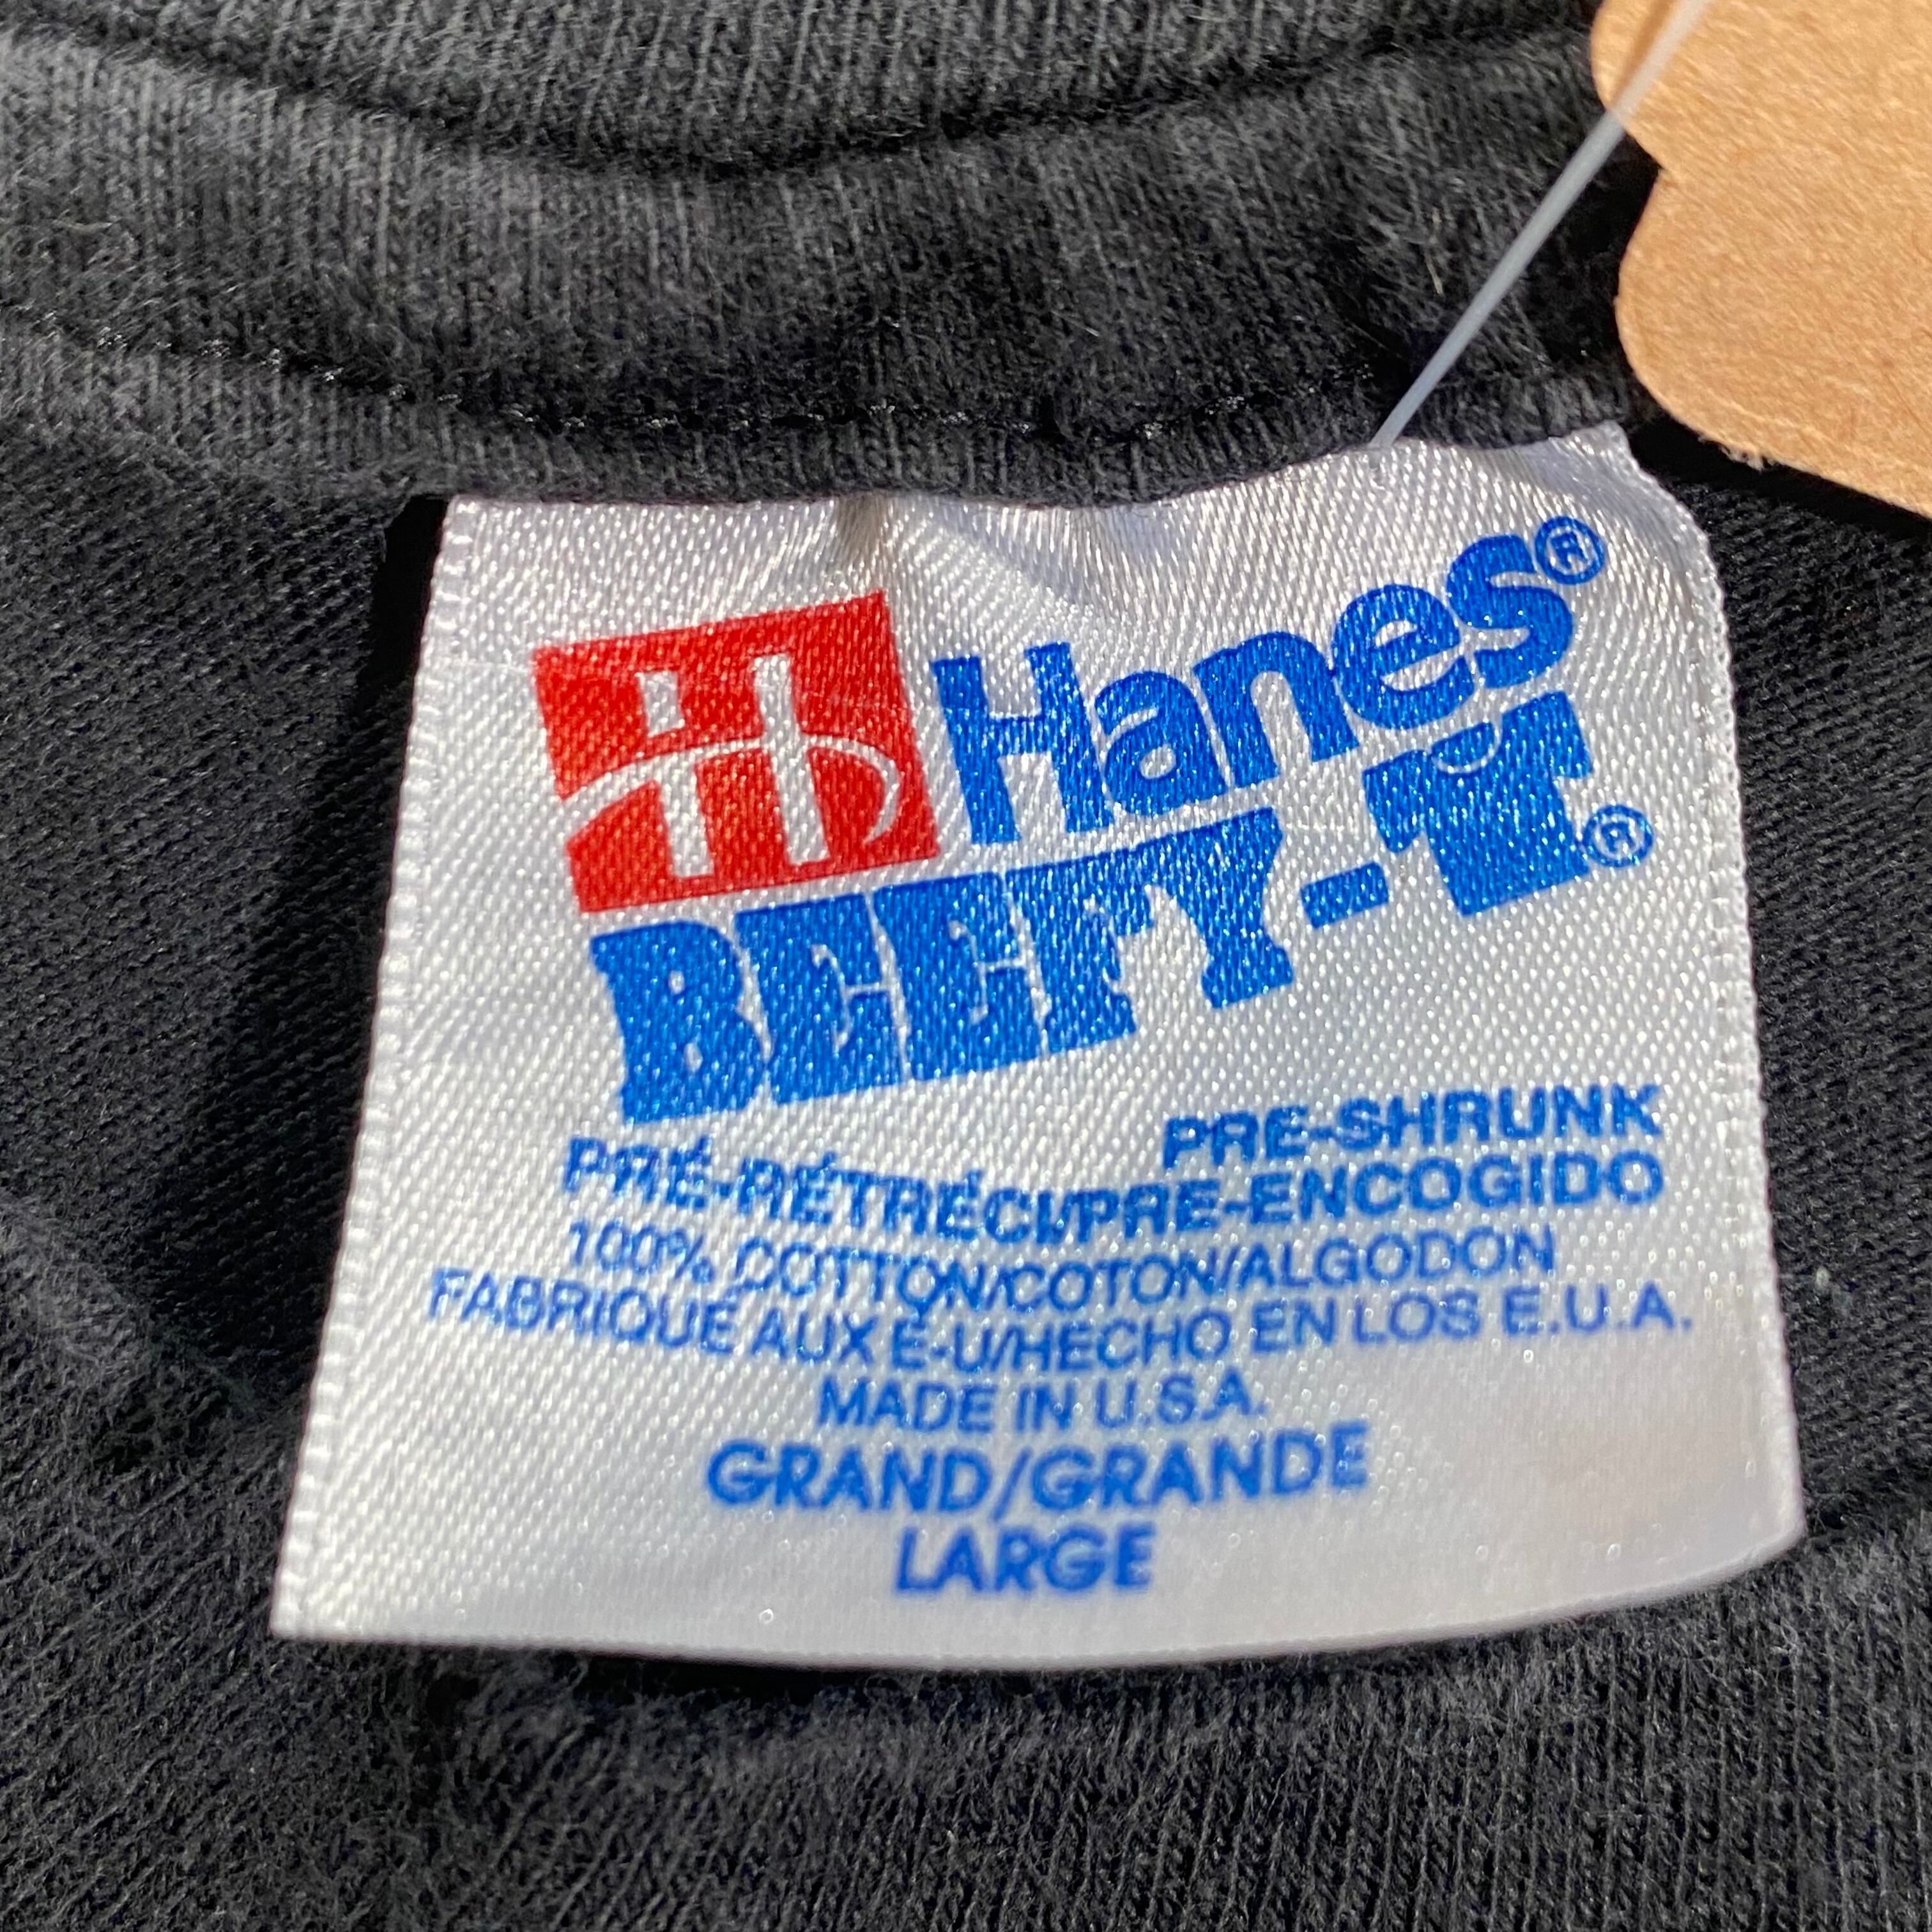 Hanes®
BEEFY-T®
PRE-SHRUNK
PRÉ-RÉTRÉCI/PRE-ENCOGIDO
100% COTTON/COTON/ALGODON
FABRIQUÉ AUX É-U/HECHO EN LOS E.U.A.
MADE IN U.S.A.
GRAND/GRANDE
LARGE